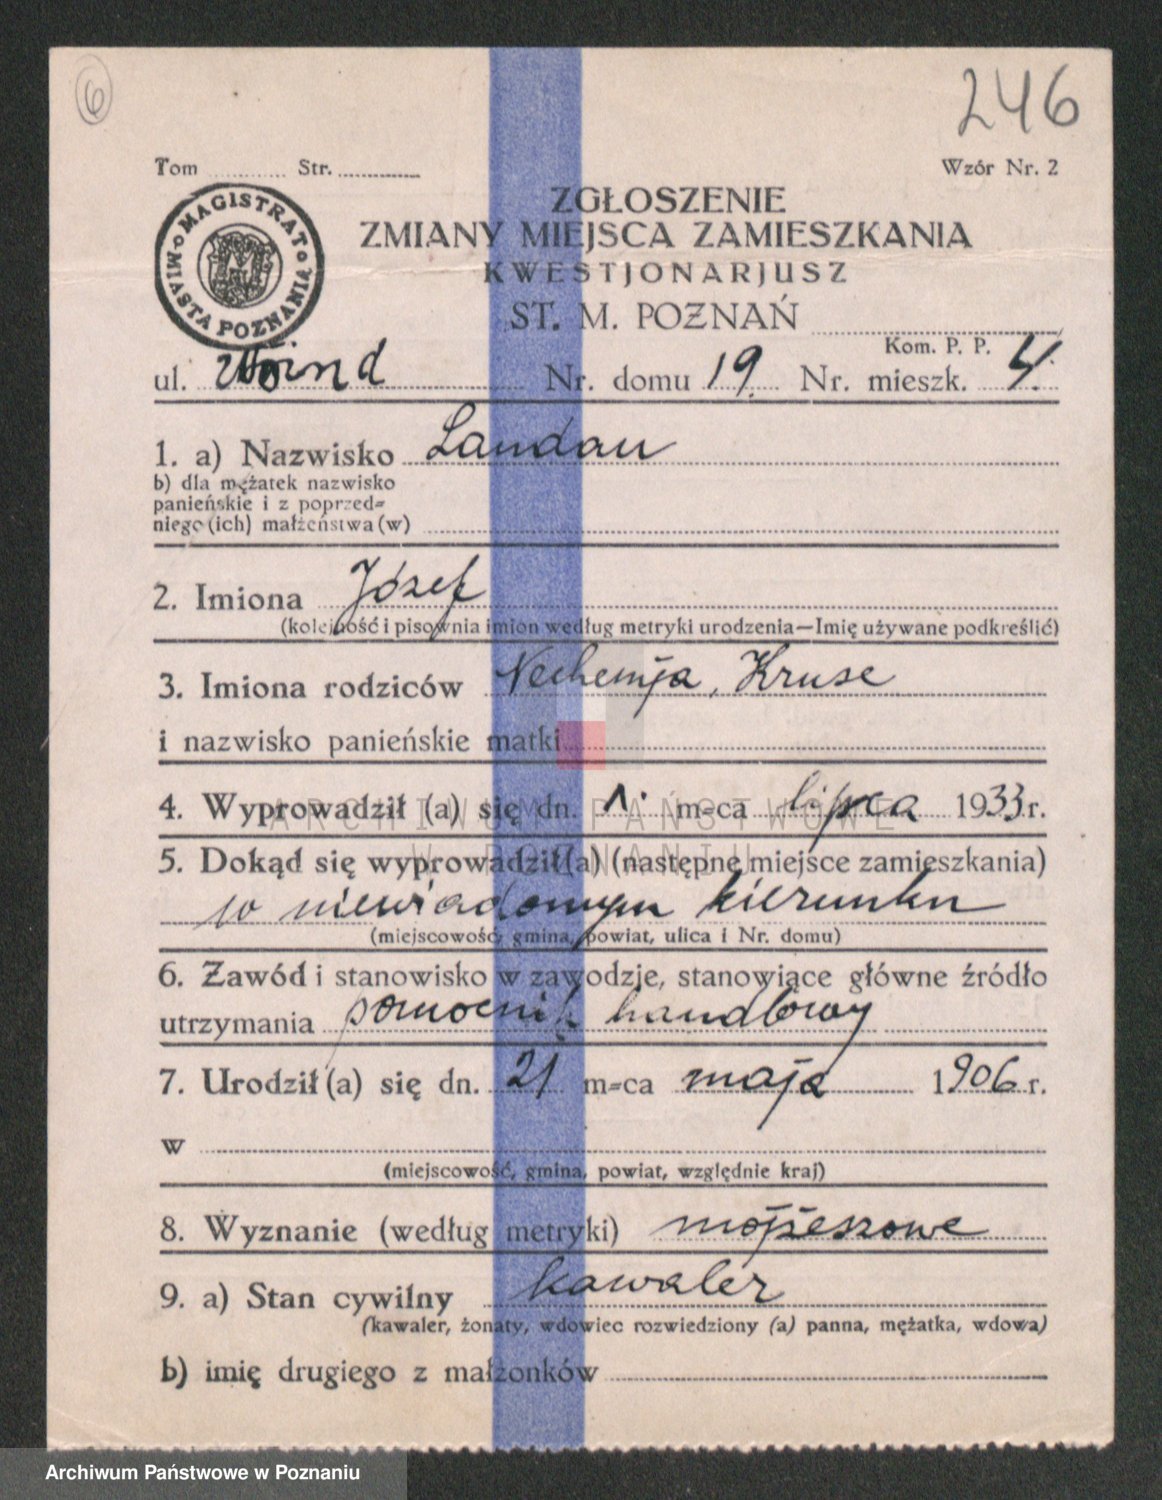 6
246
Tom ............ Str. ............
Wzór Nr. 2
MAGISTRAT MIASTA POZNANIA
ZGŁOSZENIE
ZMIANY MIEJSCA ZAMIESZKANIA
KWESTJONARJUSZ
ST. M. POZNAŃ
Kom. P. P.
ul. Nr. domu 19. Nr. mieszk. 4.
1. a) Nazwisko Landau
b) dla mężatek nazwisko
panieńskie i z poprzed=
niego (ich) małżeństwa (w)
2. Imiona Józef
(kolejność i pisownia imion według metryki urodzenia—Imię używane podkreślić)
3. Imiona rodziców Nechemja, Kruse
i nazwisko panieńskie matki
4. Wyprowadził (a) się dn. 1. m=ca lipca 1933 r.
ARCHIWUM PAŃSTWOWE
5. Dokąd się wyprowadził(a) (następne miejsce zamieszkania)
W POZNANIU
w niewiadomym kierunku
(miejscowość, gmina, powiat, ulica i Nr. domu)
6. Zawód i stanowisko w zawodzie, stanowiące główne źródło
utrzymania pomocnik handlowy
7. Urodził (a) się dn. 21 m=ca maja 1906 r.
w
(miejscowość, gmina, powiat, względnie kraj)
8. Wyznanie (według metryki) mojżeszowe
9. a) Stan cywilny kawaler
(kawaler, żonaty, wdowiec rozwiedziony (a) panna, mężatka, wdowa)
b) imię drugiego z małżonków
Archiwum Państwowe w Poznaniu